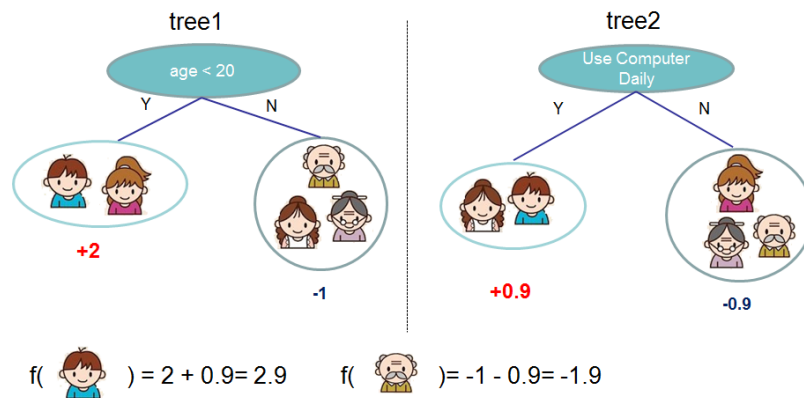 tree1
age < 20
Y
N
+2
-1
tree2
Use Computer
Daily
Y
N
+0.9
-0.9
f( ) = 2 + 0.9= 2.9
f( )= -1 - 0.9= -1.9